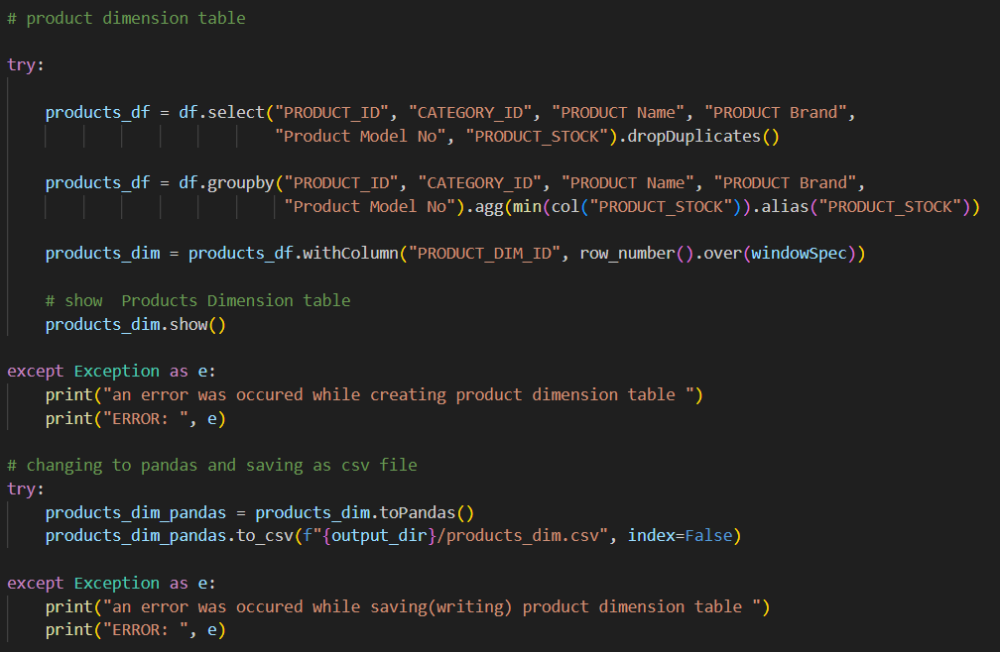 # product dimension table
try:
products_df = df.select("PRODUCT_ID", "CATEGORY_ID", "PRODUCT Name", "PRODUCT Brand",
"Product Model No", "PRODUCT_STOCK").dropDuplicates()
products_df = df.groupby("PRODUCT_ID", "CATEGORY_ID", "PRODUCT Name", "PRODUCT Brand",
"Product Model No").agg(min(col("PRODUCT_STOCK")).alias("PRODUCT_STOCK"))
products_dim = products_df.withColumn("PRODUCT_DIM_ID", row_number().over(windowSpec))
# show  Products Dimension table
products_dim.show()
except Exception as e:
print("an error was occured while creating product dimension table ")
print("ERROR: ", e)
# changing to pandas and saving as csv file
try:
products_dim_pandas = products_dim.toPandas()
products_dim_pandas.to_csv(f"{output_dir}/products_dim.csv", index=False)
except Exception as e:
print("an error was occured while saving(writing) product dimension table ")
print("ERROR: ", e)